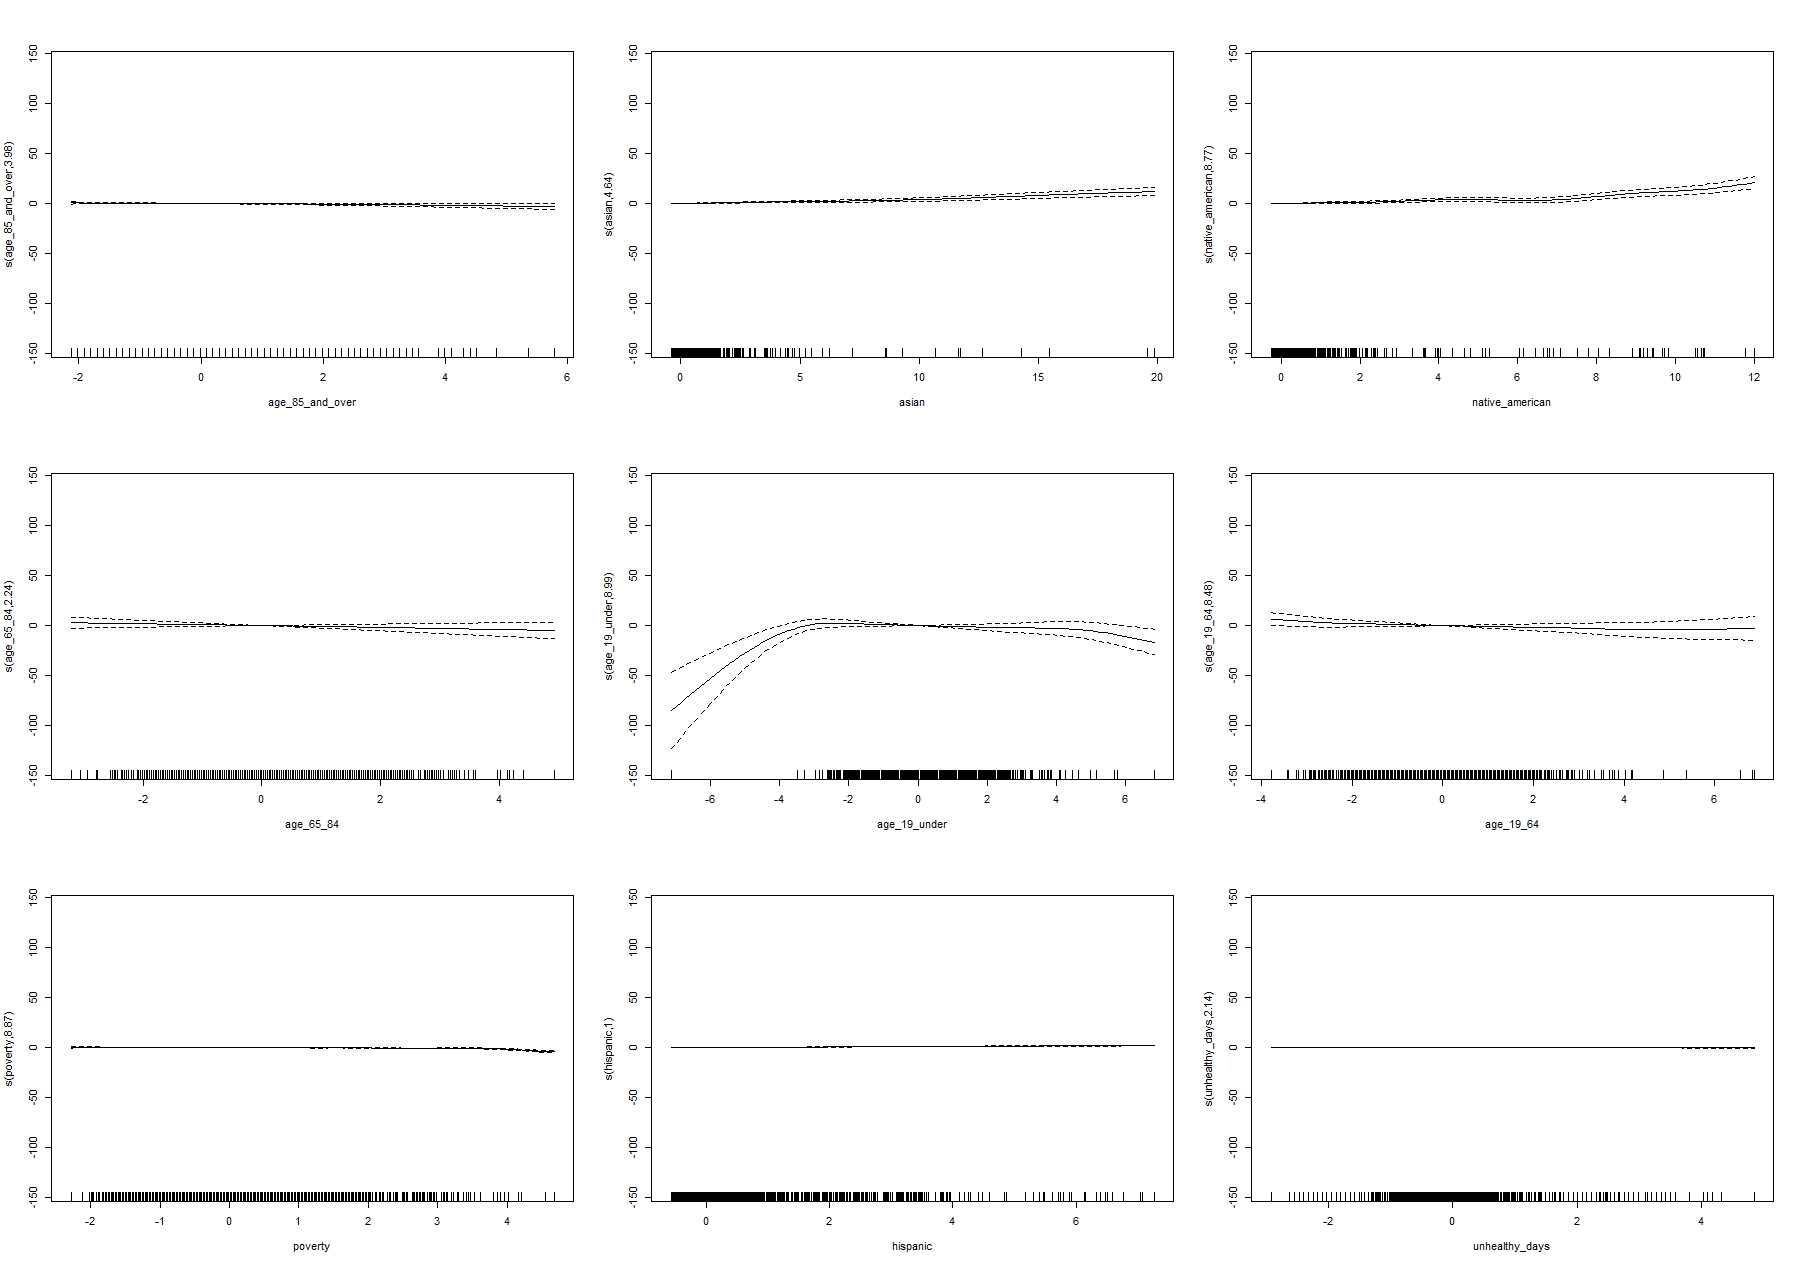 150
100
50
0
-50
-100
-150
s(age_85_and_over,3.98)
-2 0 2 4 6
age_85_and_over
150
100
50
0
-50
-100
-150
s(asian,4.64)
0 5 10 15 20
asian
150
100
50
0
-50
-100
-150
s(native_american,8.77)
0 2 4 6 8 10 12
native_american
150
100
50
0
-50
-100
-150
s(age_65_84,2.24)
-2 0 2 4
age_65_84
150
100
50
0
-50
-100
-150
s(age_19_under,8.99)
-6 -4 -2 0 2 4 6
age_19_under
150
100
50
0
-50
-100
-150
s(age_19_64,8.48)
-4 -2 0 2 4 6
age_19_64
150
100
50
0
-50
-100
-150
s(poverty,8.87)
-2 -1 0 1 2 3 4
poverty
150
100
50
0
-50
-100
-150
s(hispanic,1)
0 2 4 6
hispanic
150
100
50
0
-50
-100
-150
s(unhealthy_days,2.14)
-2 0 2 4
unhealthy_days